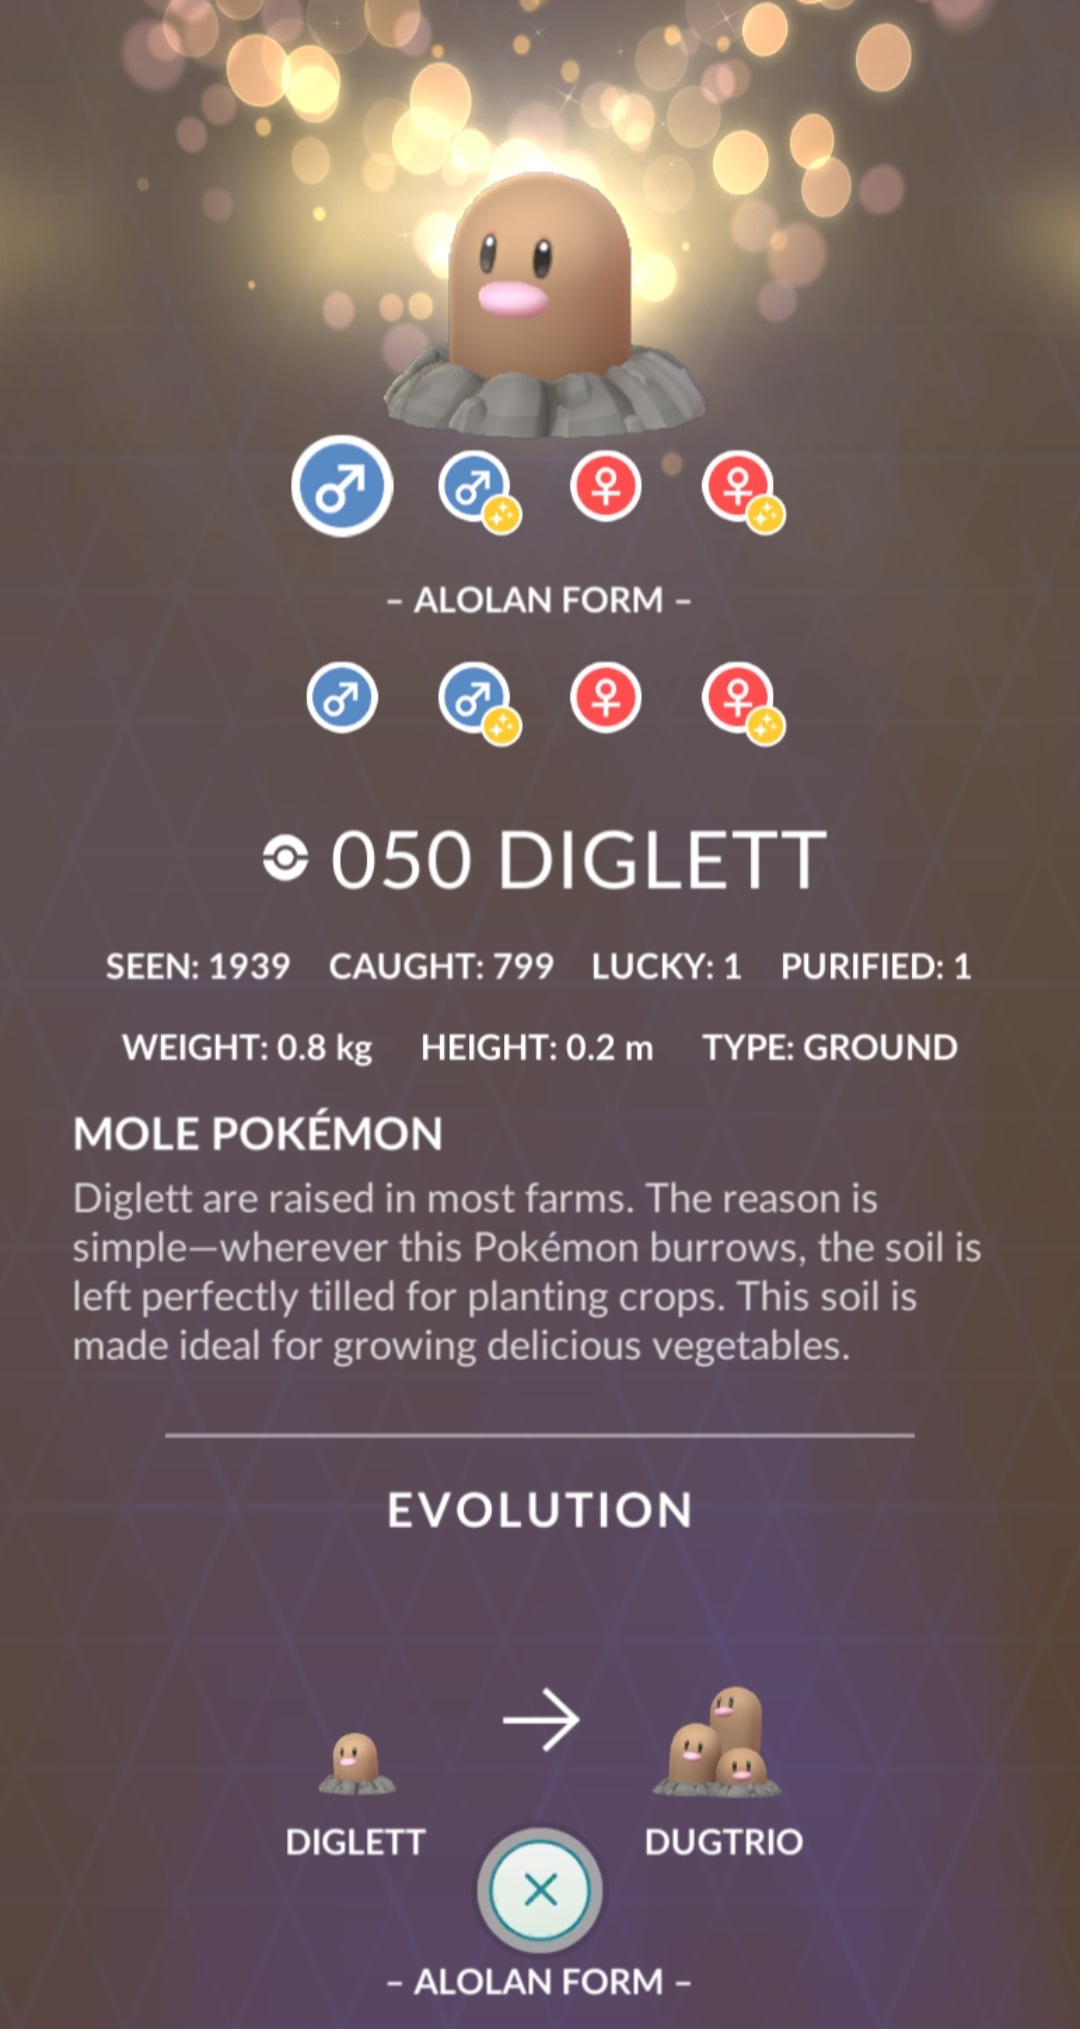 – ALOLAN FORM –
050 DIGLETT
SEEN: 1939 CAUGHT: 799 LUCKY: 1 PURIFIED: 1
WEIGHT: 0.8 kg HEIGHT: 0.2 m TYPE: GROUND
MOLE POKÉMON
Diglett are raised in most farms. The reason is
simple—wherever this Pokémon burrows, the soil is
left perfectly tilled for planting crops. This soil is
made ideal for growing delicious vegetables.
EVOLUTION
DIGLETT DUGTRIO
– ALOLAN FORM –